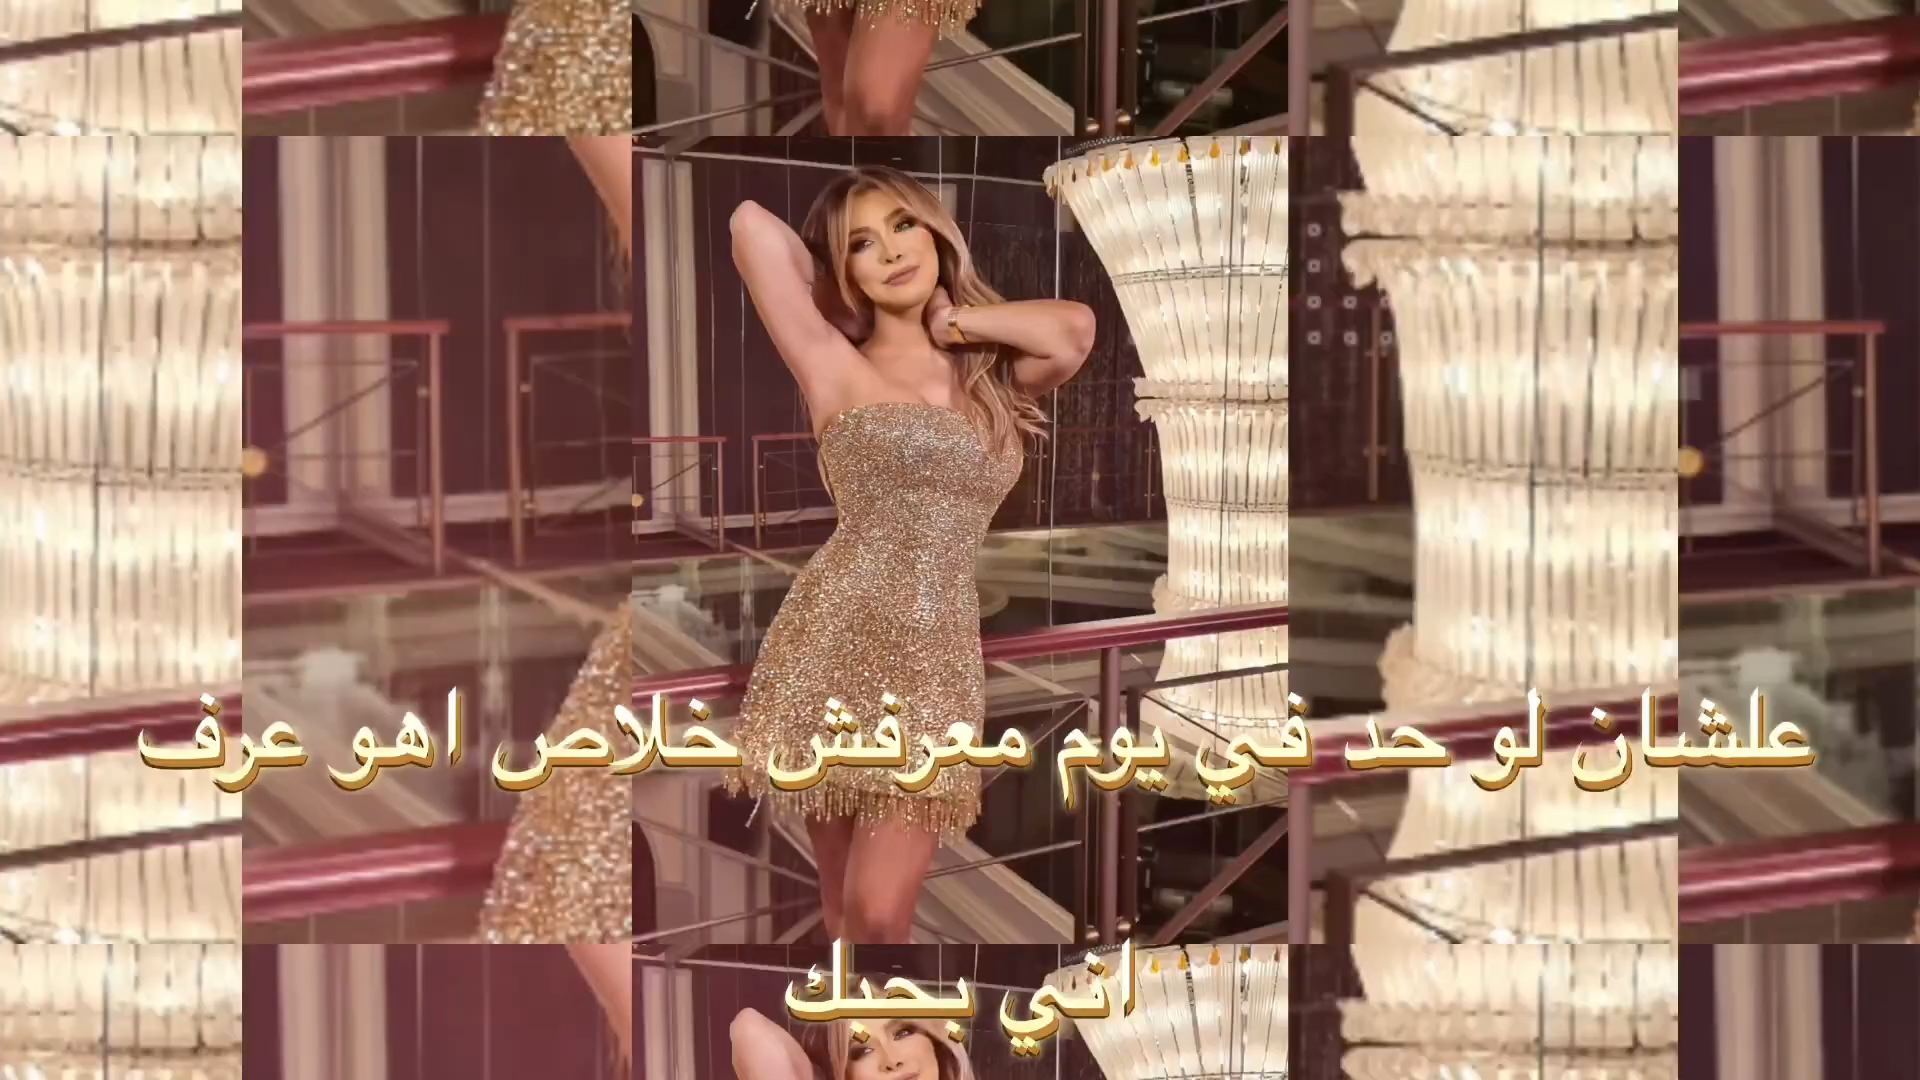 علشان لو حد في يوم معرفش خلاص اهو عرف
اني بحبك